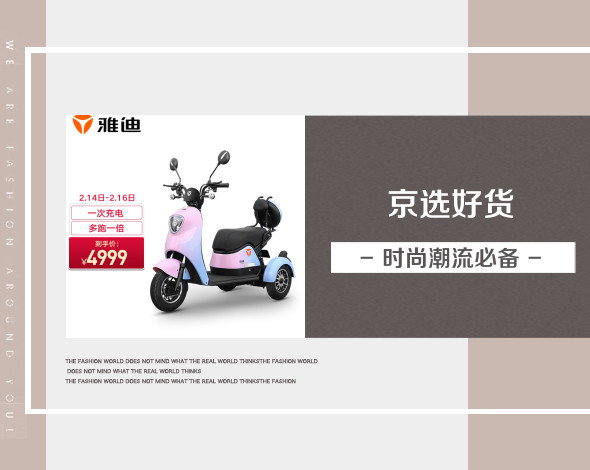 WE ARE FASHION AROUND YOU!
雅迪
2.14日-2.16日
一次充电
多跑一倍
到手价:
¥4999
京选好货
- 时尚潮流必备 -
THE FASHION WORLD DOES NOT MIND WHAT THE REAL WORLD THINKSTHE FASHION WORLD
DOES NOT MIND WHAT THE REAL WORLD THINKS
THE FASHION WORLD DOES NOT MIND WHAT THE REAL WORLD THINKSTHE FASHION